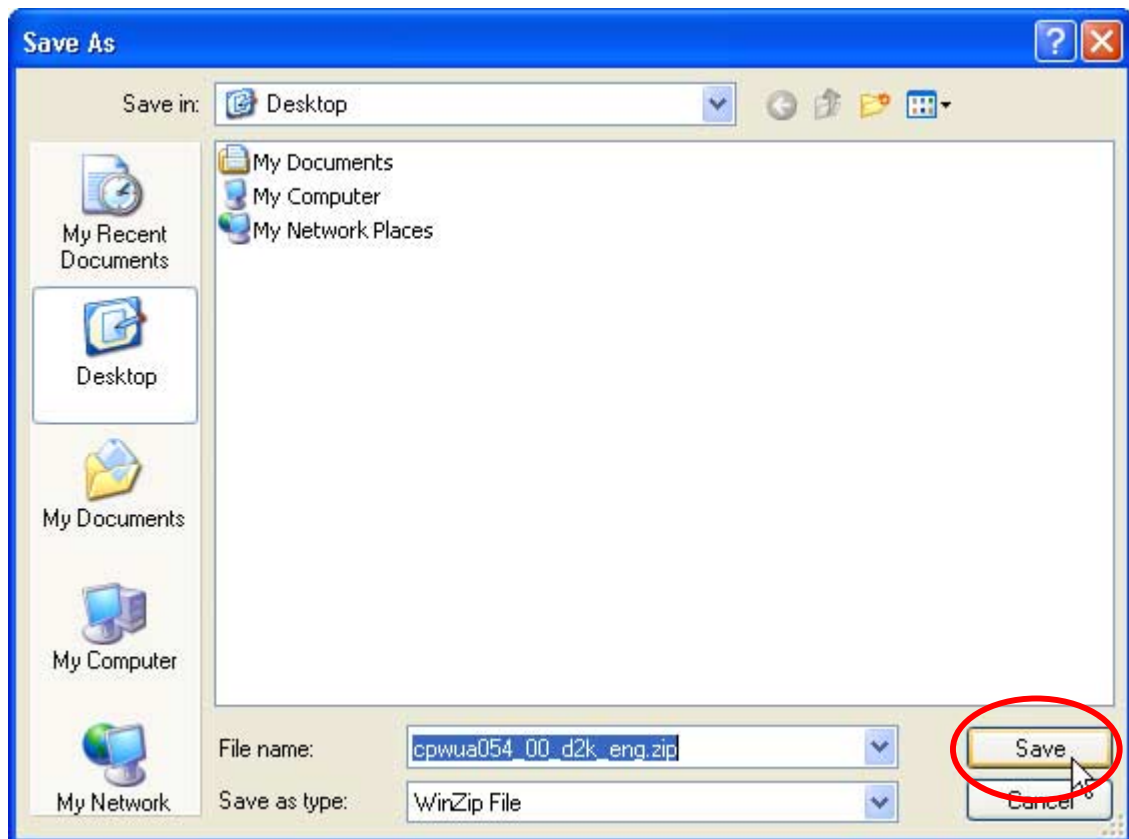 Save As
Save in:
Desktop
My Documents
My Computer
My Network Places
My Recent
Documents
Desktop
My Documents
My Computer
My Network
File name:
cpwua054_00_d2k_eng.zip
Save
Save as type:
WinZip File
Cancel